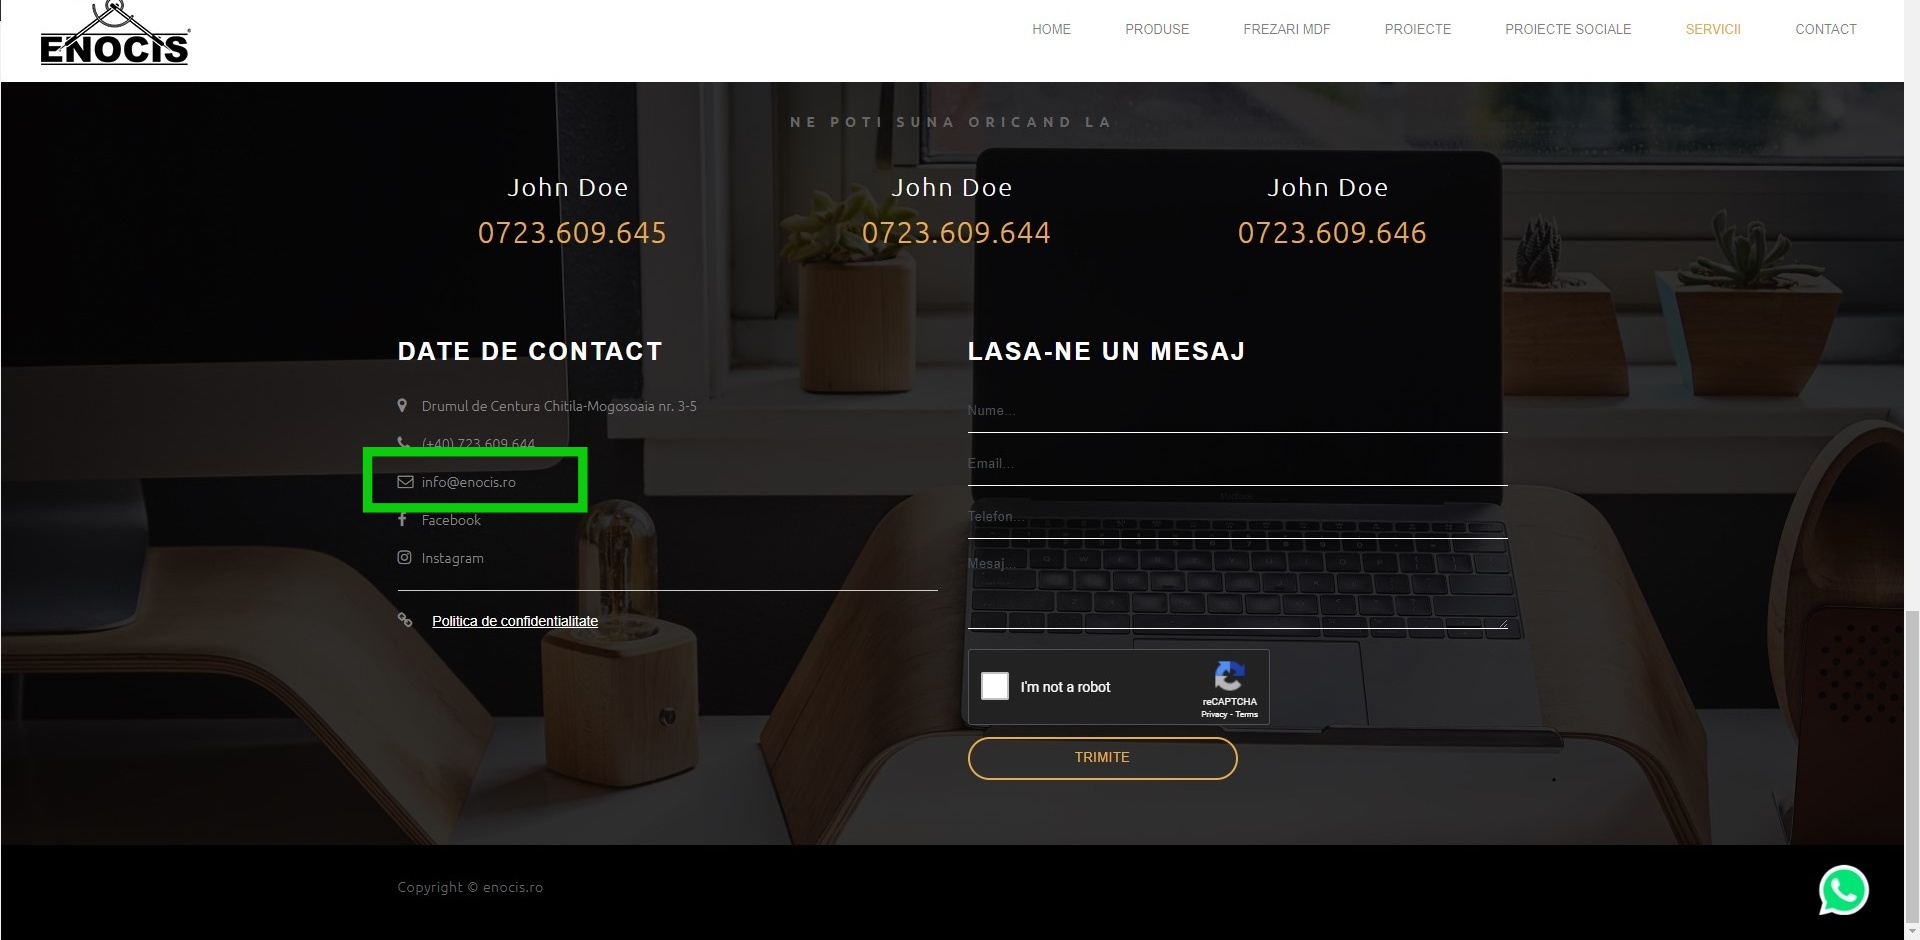 ENOCIS
HOME PRODUSE FREZARI MDF PROIECTE PROIECTE SOCIALE SERVICII CONTACT
NE POTI SUNA ORICAND LA
John Doe John Doe John Doe
0723.609.645 0723.609.644 0723.609.646
DATE DE CONTACT
Drumul de Centura Chitila-Mogosoaia nr. 3-5
(+40) 723 609 644
info@enocis.ro
Facebook
Instagram
Politica de confidentialitate
LASA-NE UN MESAJ
Nume...
Email...
Telefon...
Mesaj...
I'm not a robot
reCAPTCHA
Privacy - Terms
TRIMITE
Copyright © enocis.ro